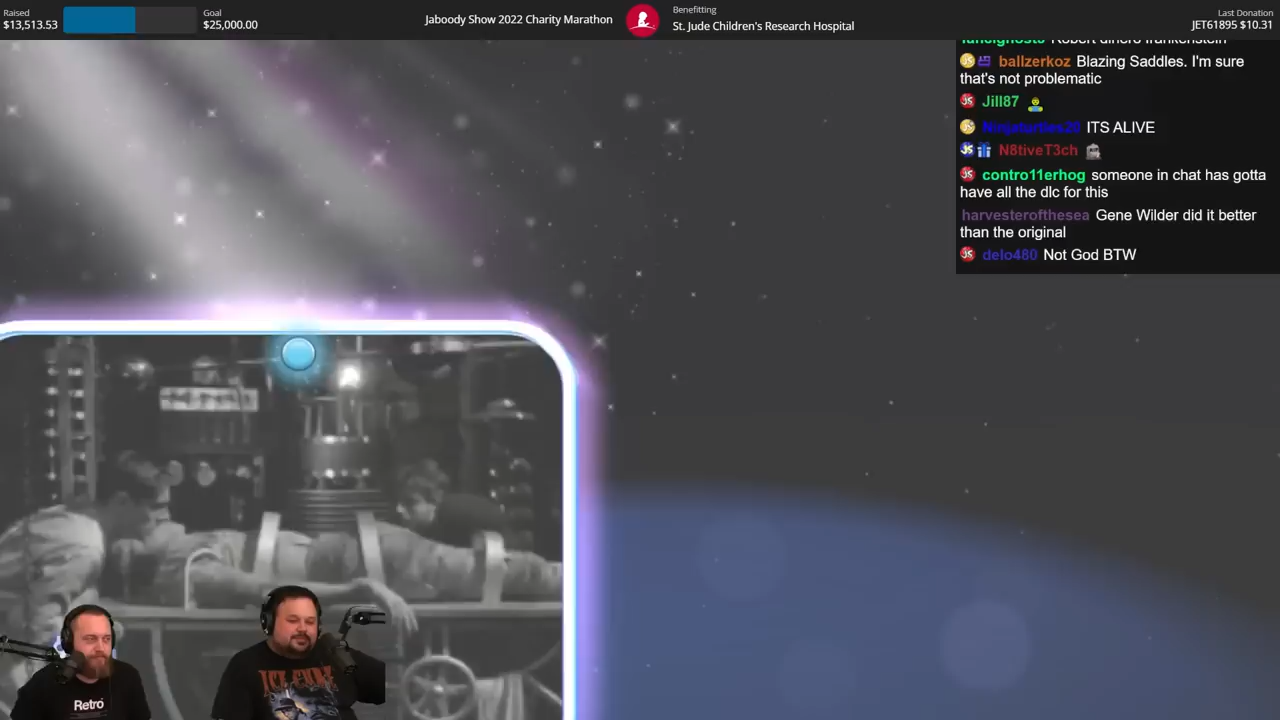 Raised
$13,513.53
Goal
$25,000.00
Jaboody Show 2022 Charity Marathon
Benefitting
St. Jude Children's Research Hospital
Last Donation
JET61895 $10.31
ballzerkoz Blazing Saddles. I'm sure
that's not problematic
Jill87
Ninjaturtles20 ITS ALIVE
N8tiveT3ch
contro11erhog someone in chat has gotta
have all the dlc for this
harvesterofthesea Gene Wilder did it better
than the original
delo480 Not God BTW
Retro